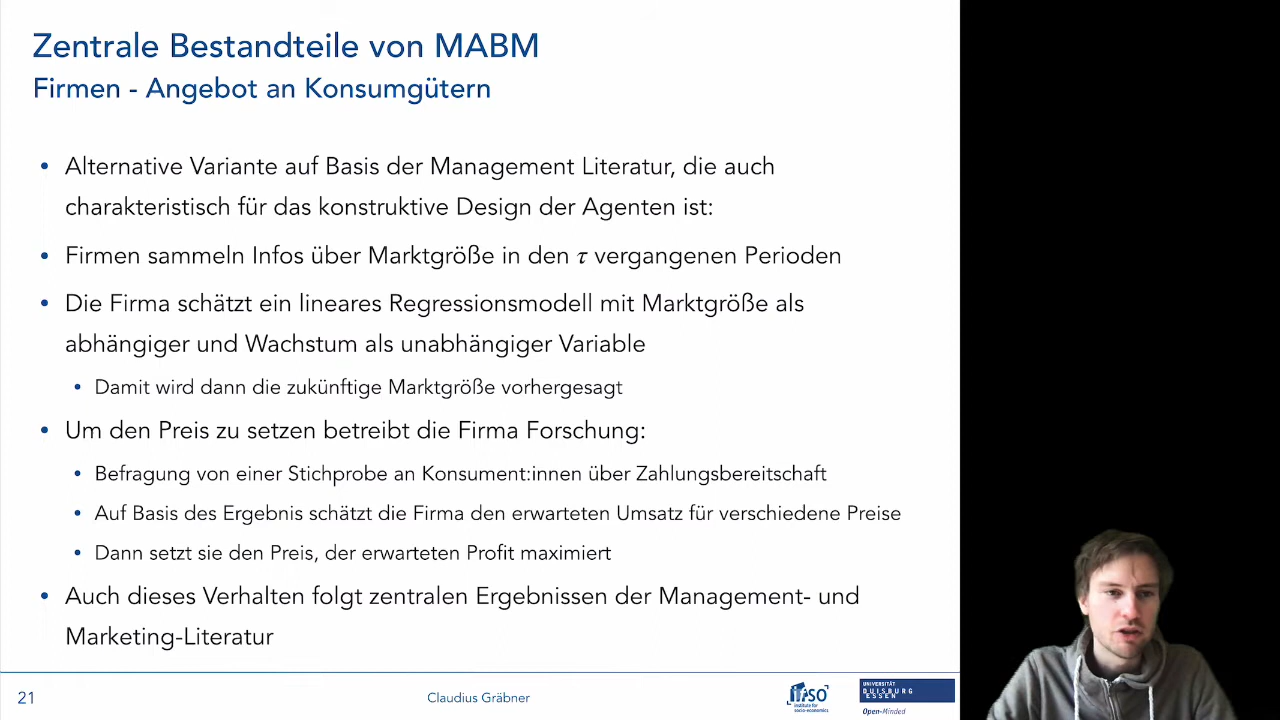 Zentrale Bestandteile von MABM
Firmen - Angebot an Konsumgütern
• Alternative Variante auf Basis der Management Literatur, die auch
charakteristisch für das konstruktive Design der Agenten ist:
• Firmen sammeln Infos über Marktgröße in den τ vergangenen Perioden
• Die Firma schätzt ein lineares Regressionsmodell mit Marktgröße als
abhängiger und Wachstum als unabhängiger Variable
• Damit wird dann die zukünftige Marktgröße vorhergesagt
• Um den Preis zu setzen betreibt die Firma Forschung:
• Befragung von einer Stichprobe an Konsument:innen über Zahlungsbereitschaft
• Auf Basis des Ergebnis schätzt die Firma den erwarteten Umsatz für verschiedene Preise
• Dann setzt sie den Preis, der erwarteten Profit maximiert
• Auch dieses Verhalten folgt zentralen Ergebnissen der Management- und
Marketing-Literatur
21
Claudius Gräbner
ifso
institute for
socio-economics
UNIVERSITÄT
DUISBURG
ESSEN
Open-Minded